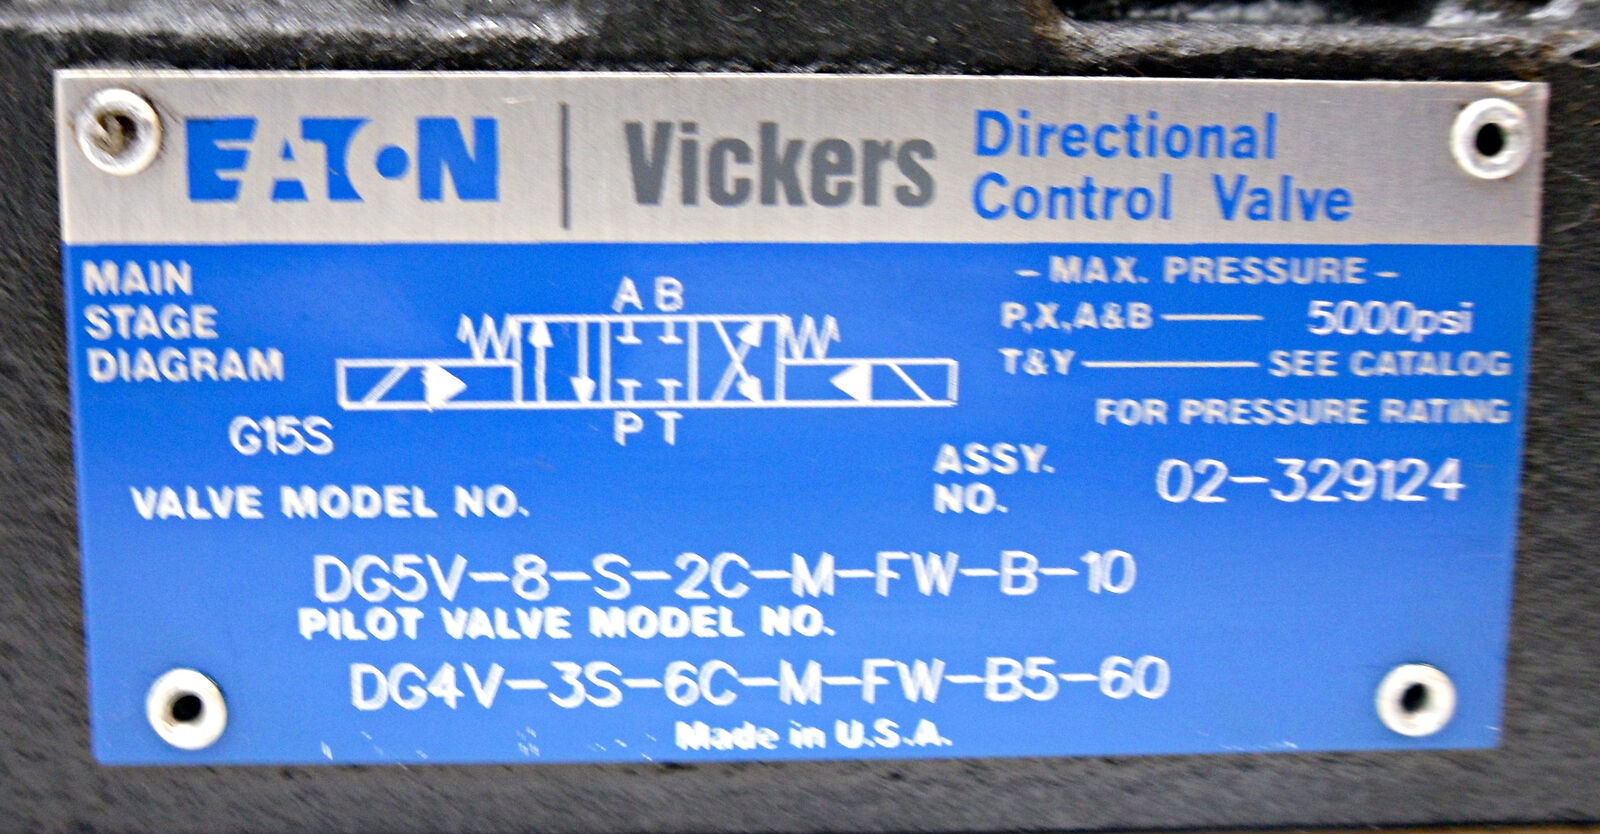 EATON | Vickers Directional
Control Valve
MAIN
STAGE
DIAGRAM
A B
P T
G15S
- MAX. PRESSURE -
P,X,A&B 5000psi
T&Y SEE CATALOG
FOR PRESSURE RATING
ASSY.
NO. 02-329124
VALVE MODEL NO.
DG5V-8-S-2C-M-FW-B-10
PILOT VALVE MODEL NO.
DG4V-3S-6C-M-FW-B5-60
Made in U.S.A.